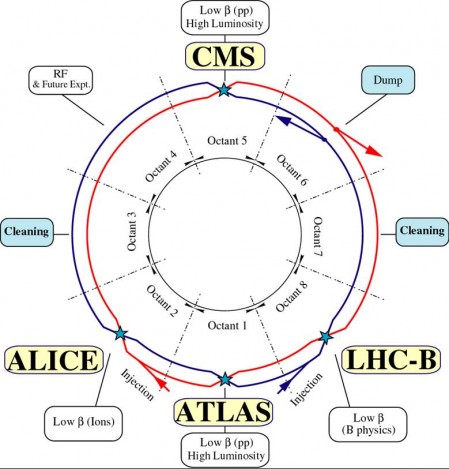 Low β (pp)
High Luminosity
CMS
RF
& Future Expt.
Dump
Octant 5
Octant 4
Octant 6
Cleaning
Octant 3
Octant 7
Cleaning
Octant 2
Octant 8
Octant 1
ALICE
LHC-B
Injection
ATLAS
Injection
Low β (Ions)
Low β
(B physics)
Low β (pp)
High Luminosity